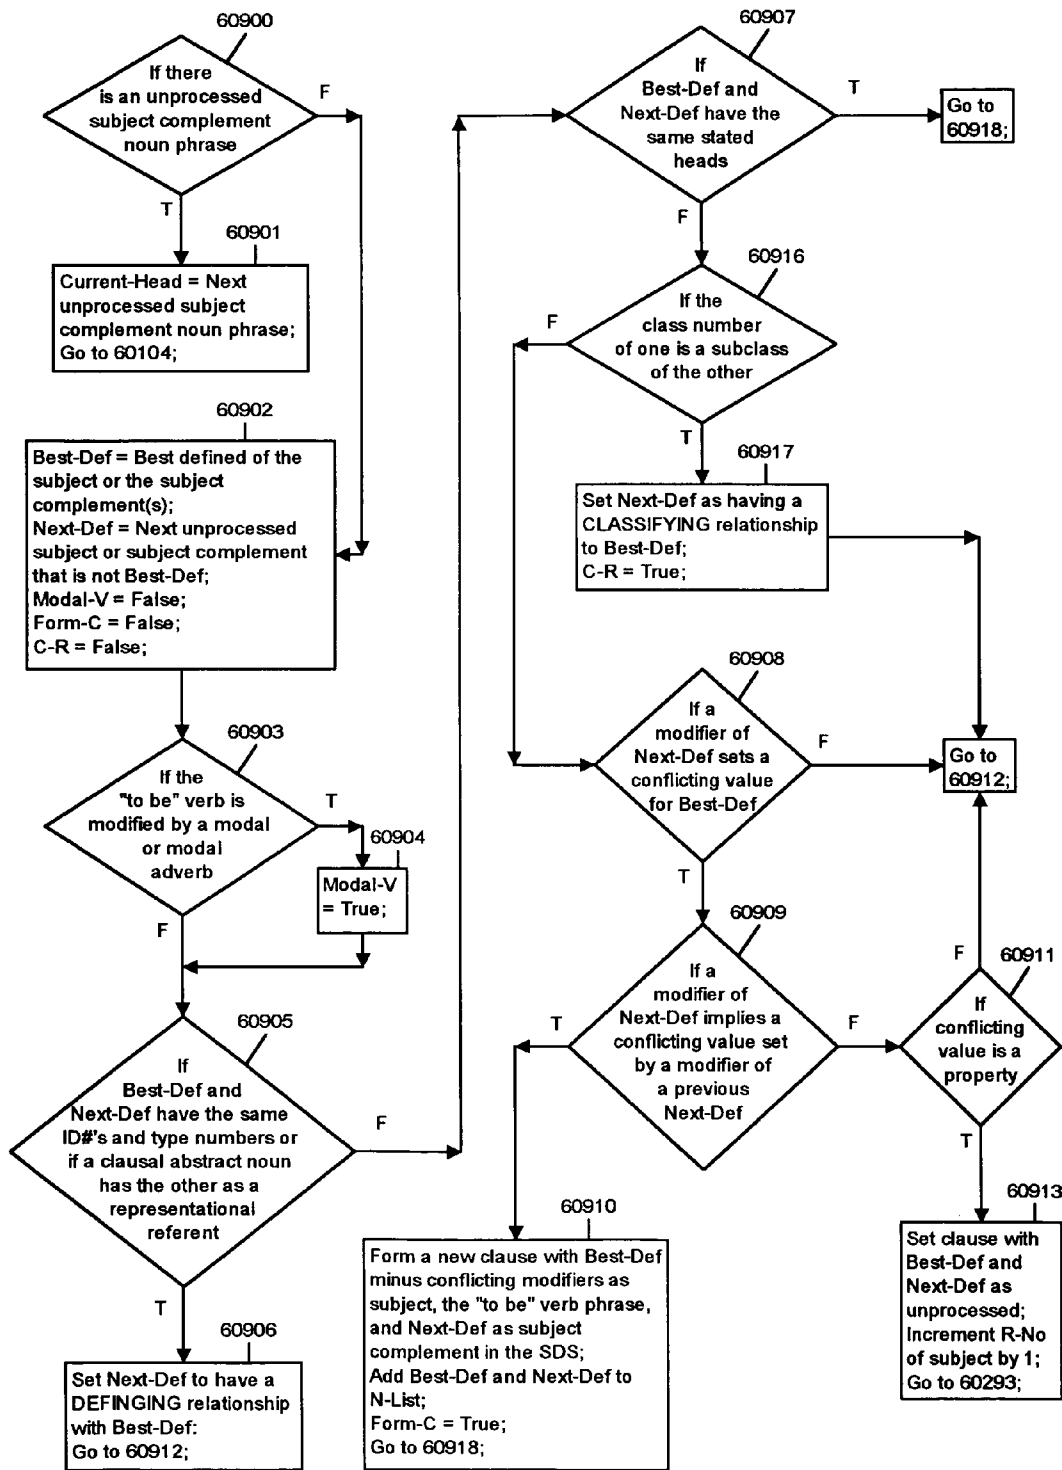 60900
If there
is an unprocessed
subject complement
noun phrase
F
T
60901
Current-Head = Next
unprocessed subject
complement noun phrase;
Go to 60104;
60902
Best-Def = Best defined of the
subject or the subject
complement(s);
Next-Def = Next unprocessed
subject or subject complement
that is not Best-Def;
Modal-V = False;
Form-C = False;
C-R = False;
60903
If the
"to be" verb is
modified by a modal
or modal
adverb
T
F
60904
Modal-V
= True;
60905
If
Best-Def and
Next-Def have the same
ID#'s and type numbers or
if a clausal abstract noun
has the other as a
representational
referent
F
T
60906
Set Next-Def to have a
DEFINGING relationship
with Best-Def:
Go to 60912;
60907
If
Best-Def and
Next-Def have the
same stated
heads
T
F
Go to
60918;
60916
If the
class number
of one is a subclass
of the other
F
T
60917
Set Next-Def as having a
CLASSIFYING relationship
to Best-Def;
C-R = True;
60908
If a
modifier of
Next-Def sets a
conflicting value
for Best-Def
F
T
Go to
60912;
60909
If a
modifier of
Next-Def implies a
conflicting value set
by a modifier of
a previous
Next-Def
T
F
60910
Form a new clause with Best-Def
minus conflicting modifiers as
subject, the "to be" verb phrase,
and Next-Def as subject
complement in the SDS;
Add Best-Def and Next-Def to
N-List;
Form-C = True;
Go to 60918;
60911
If
conflicting
value is a
property
F
T
60913
Set clause with
Best-Def and
Next-Def as
unprocessed;
Increment R-No
of subject by 1;
Go to 60293;